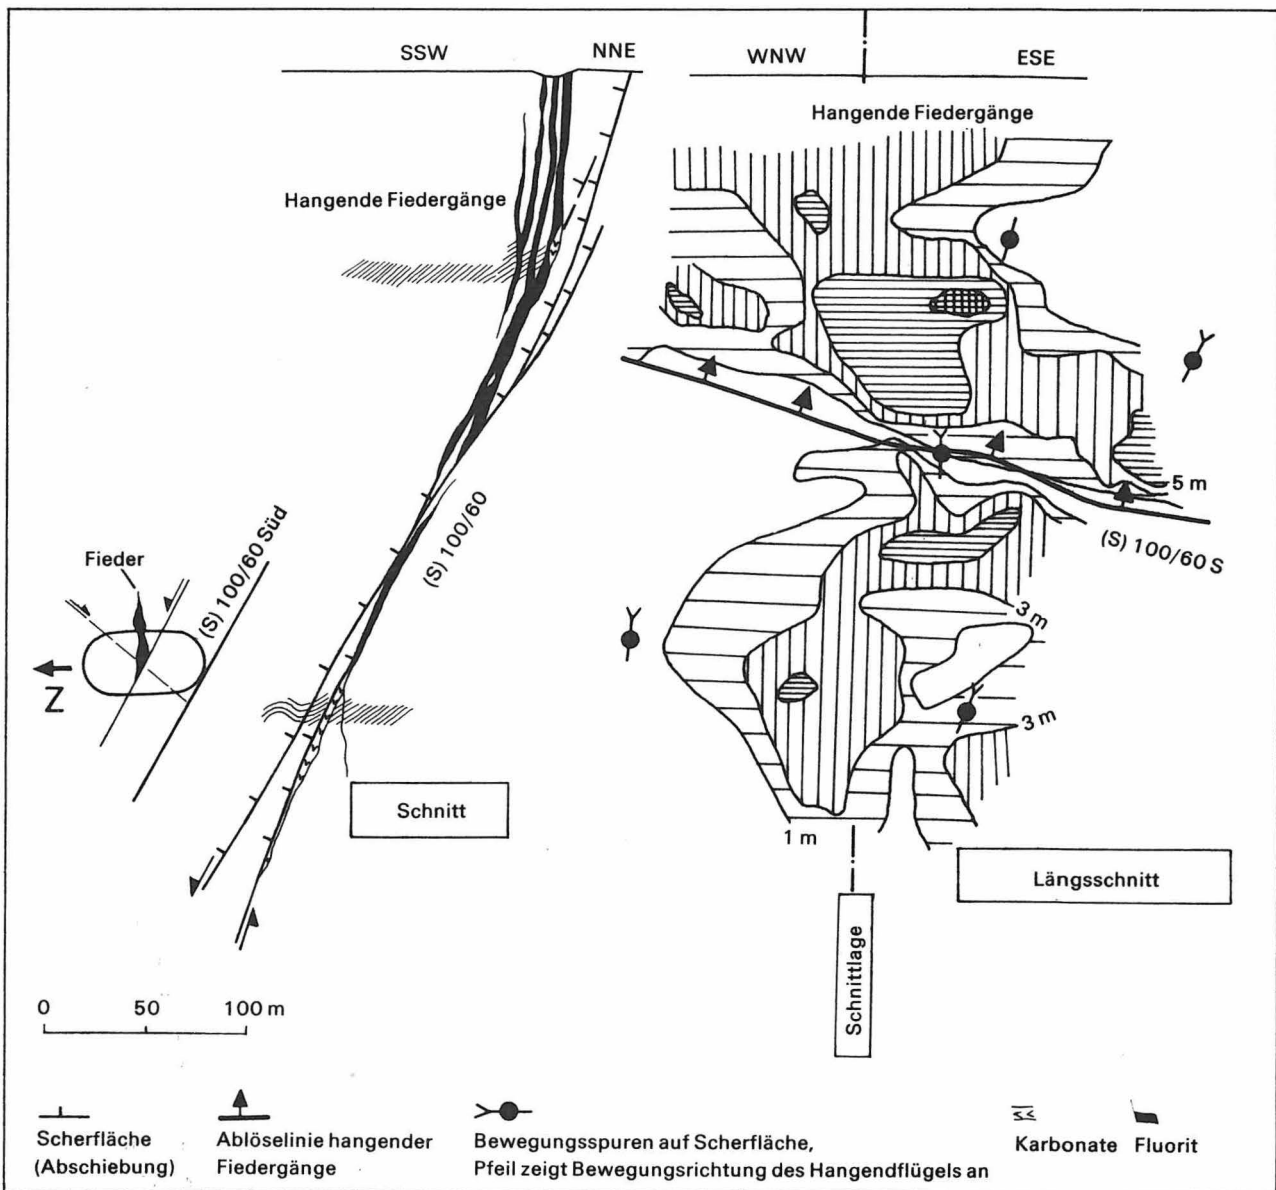 SSW
NNE
WNW
ESE
Hangende Fiedergänge
Hangende Fiedergänge
5 m
(S) 100/60 S
(S) 100/60
(S) 100/60 Süd
Fieder
Z
3 m
3 m
1 m
Schnitt
Längsschnitt
Schnittlage
0 50 100 m
Scherfläche
(Abschiebung)
Ablöselinie hangender
Fiedergänge
Bewegungsspuren auf Scherfläche,
Pfeil zeigt Bewegungsrichtung des Hangendflügels an
Karbonate
Fluorit